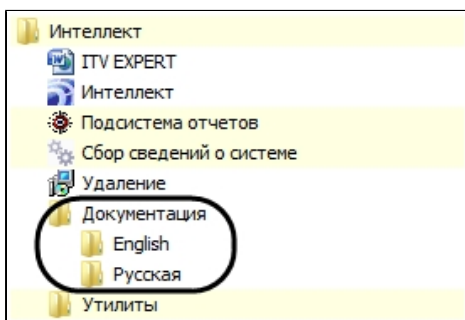 Интеллект
ITV EXPERT
Интеллект
Подсистема отчетов
Сбор сведений о системе
Удаление
Документация
English
Русская
Утилиты